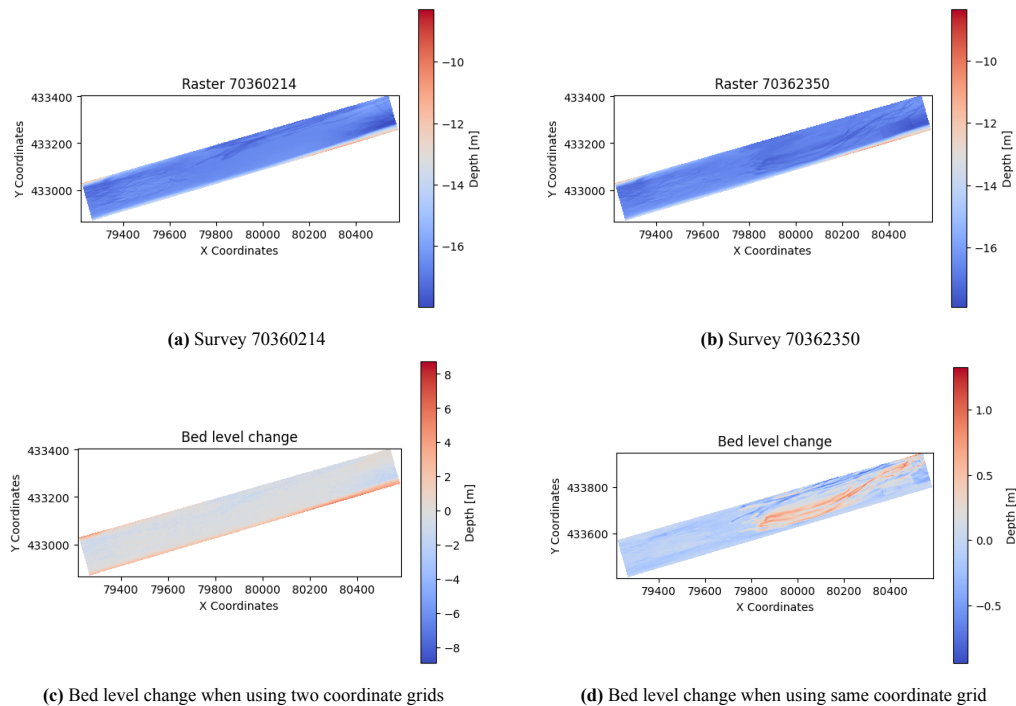 Raster 70360214
433400
433200
433000
Y Coordinates
79400 79600 79800 80000 80200 80400
X Coordinates
−10
−12
−14
−16
Depth [m]
(a) Survey 70360214
Raster 70362350
433400
433200
433000
Y Coordinates
79400 79600 79800 80000 80200 80400
X Coordinates
−10
−12
−14
−16
Depth [m]
(b) Survey 70362350
Bed level change
433400
433200
433000
Y Coordinates
79400 79600 79800 80000 80200 80400
X Coordinates
8
6
4
2
0
−2
−4
−6
−8
Depth [m]
(c) Bed level change when using two coordinate grids
Bed level change
433800
433600
Y Coordinates
79400 79600 79800 80000 80200 80400
X Coordinates
1.0
0.5
0.0
−0.5
Depth [m]
(d) Bed level change when using same coordinate grid